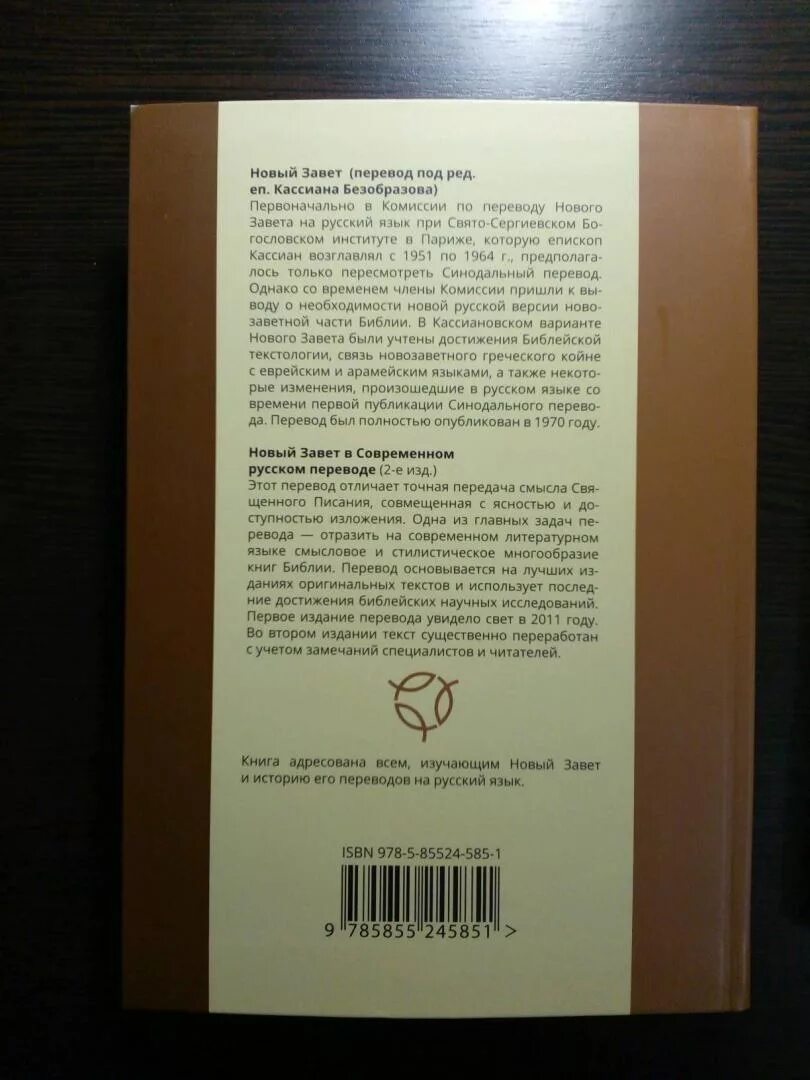 Новый Завет (перевод под ред.
еп. Кассиана Безобразова)
Первоначально в Комиссии по переводу Нового
Завета на русский язык при Свято-Сергиевском Бо-
гословском институте в Париже, которую епископ
Кассиан возглавлял с 1951 по 1964 г., предполага-
лось только пересмотреть Синодальный перевод.
Однако со временем члены Комиссии пришли к вы-
воду о необходимости новой русской версии ново-
заветной части Библии. В Кассиановском варианте
Нового Завета были учтены достижения Библейской
текстологии, связь новозаветного греческого койне
с еврейским и арамейским языками, а также некото-
рые изменения, произошедшие в русском языке со
времени первой публикации Синодального перево-
да. Перевод был полностью опубликован в 1970 году.
Новый Завет в Современном
русском переводе (2-е изд.)
Этот перевод отличает точная передача смысла Свя-
щенного Писания, совмещенная с ясностью и до-
ступностью изложения. Одна из главных задач пе-
ревода — отразить на современном литературном
языке смысловое и стилистическое многообразие
книг Библии. Перевод основывается на лучших из-
даниях оригинальных текстов и использует послед-
ние достижения библейских научных исследований.
Первое издание перевода увидело свет в 2011 году.
Во втором издании текст существенно переработан
с учетом замечаний специалистов и читателей.
Книга адресована всем, изучающим Новый Завет
и историю его переводов на русский язык.
ISBN 978-5-85524-585-1
9 785855 245851 >